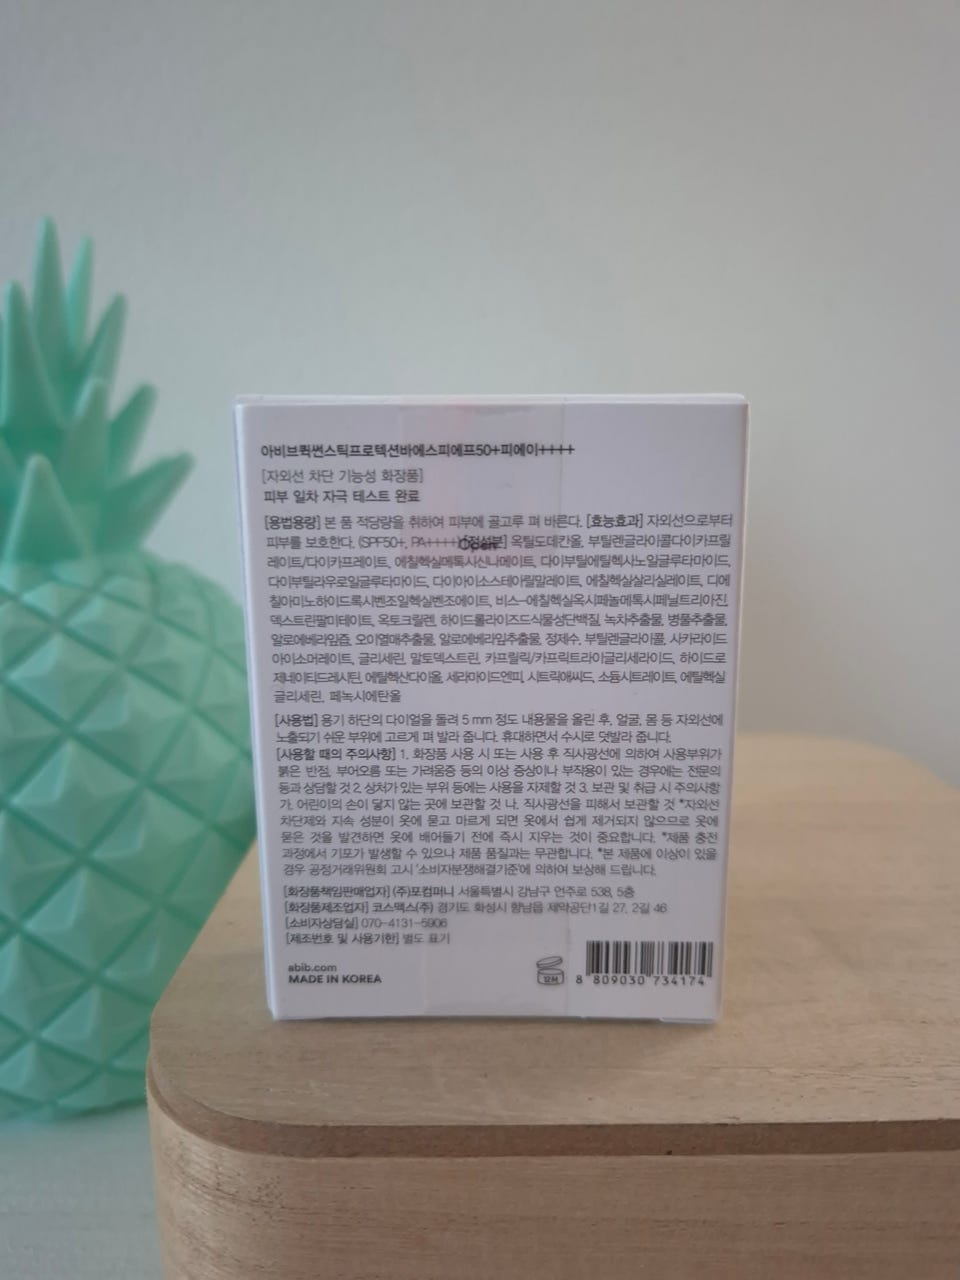 아비브퀵썬스틱프로텍션바에스피에프50+피에이++++
[자외선 차단 기능성 화장품]
피부 일차 자극 테스트 완료
[용법용량] 본 품 적당량을 취하여 피부에 골고루 펴 바른다. [효능효과] 자외선으로부터
피부를 보호한다. (SPF50+, PA++++) [전성분] 옥틸도데칸올, 부틸렌글라이콜다이카프릴
Open
레이트/다이카프레이트, 에칠헥실메톡시신나메이트, 다이부틸에틸헥사노일글루타마이드,
다이부틸라우로일글루타마이드, 다이아이소스테아릴말레이트, 에칠헥실살리실레이트, 디에
칠아미노하이드록시벤조일헥실벤조에이트, 비스-에칠헥실옥시페놀메톡시페닐트리아진,
덱스트린팔미테이트, 옥토크릴렌, 하이드롤라이즈드식물성단백질, 녹차추출물, 병풀추출물,
알로에베라잎즙, 오이열매추출물, 알로에베라잎추출물, 정제수, 부틸렌글라이콜, 사카라이드
아이소머레이트, 글리세린, 말토덱스트린, 카프릴릭/카프릭트라이글리세라이드, 하이드로
제네이티드레시틴, 에틸헥산다이올, 세라마이드엔피, 시트릭애씨드, 소듐시트레이트, 에틸헥실
글리세린, 페녹시에탄올
[사용법] 용기 하단의 다이얼을 돌려 5 mm 정도 내용물을 올린 후, 얼굴, 몸 등 자외선에
노출되기 쉬운 부위에 고르게 펴 발라 줍니다. 휴대하면서 수시로 덧발라 줍니다.
[사용할 때의 주의사항] 1. 화장품 사용 시 또는 사용 후 직사광선에 의하여 사용부위가
붉은 반점, 부어오름 또는 가려움증 등의 이상 증상이나 부작용이 있는 경우에는 전문의
등과 상담할 것 2. 상처가 있는 부위 등에는 사용을 자제할 것 3. 보관 및 취급 시 주의사항
가. 어린이의 손이 닿지 않는 곳에 보관할 것 나. 직사광선을 피해서 보관할 것 *자외선
차단제와 지속 성분이 옷에 묻고 마르게 되면 옷에서 쉽게 제거되지 않으므로 옷에
묻은 것을 발견하면 옷에 배어들기 전에 즉시 지우는 것이 중요합니다. *제품 충전
과정에서 기포가 발생할 수 있으나 제품 품질과는 무관합니다. *본 제품에 이상이 있을
경우 공정거래위원회 고시 '소비자분쟁해결기준'에 의하여 보상해 드립니다.
[화장품책임판매업자] (주)포컴퍼니 서울특별시 강남구 언주로 538, 5층
[화장품제조업자] 코스맥스(주) 경기도 화성시 향남읍 제약공단1길 27, 2길 46
[소비자상담실] 070-4131-5906
[제조번호 및 사용기한] 별도 표기
abib.com
MADE IN KOREA
12M
8 809030 734174